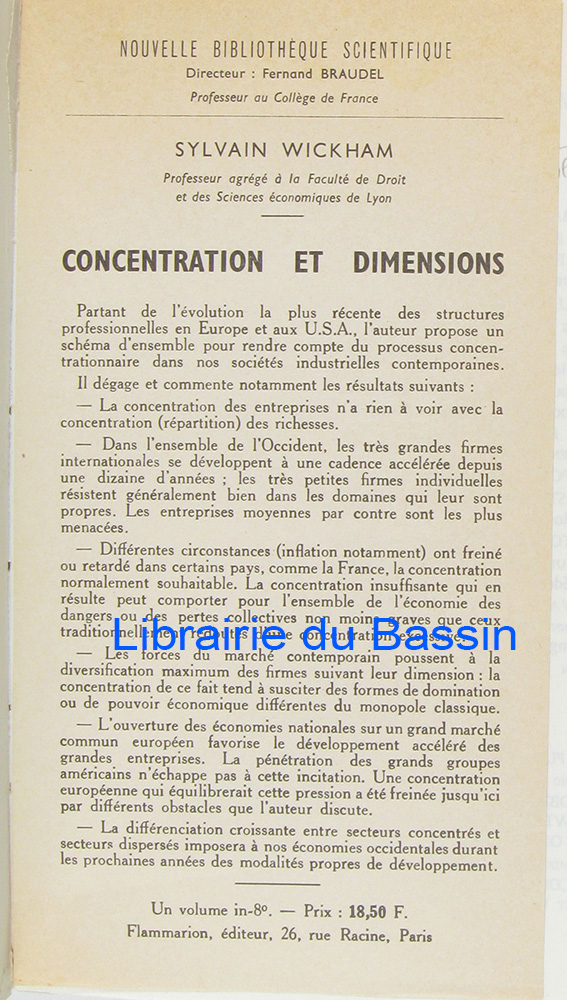 NOUVELLE BIBLIOTHÈQUE SCIENTIFIQUE
Directeur : Fernand BRAUDEL
Professeur au Collège de France
SYLVAIN WICKHAM
Professeur agrégé à la Faculté de Droit
et des Sciences économiques de Lyon
CONCENTRATION ET DIMENSIONS
Partant de l'évolution la plus récente des structures
professionnelles en Europe et aux U.S.A., l'auteur propose un
schéma d'ensemble pour rendre compte du processus concen-
trationnaire dans nos sociétés industrielles contemporaines.
Il dégage et commente notamment les résultats suivants :
— La concentration des entreprises n'a rien à voir avec la
concentration (répartition) des richesses.
— Dans l'ensemble de l'Occident, les très grandes firmes
internationales se développent à une cadence accélérée depuis
une dizaine d'années ; les très petites firmes individuelles
résistent généralement bien dans les domaines qui leur sont
propres. Les entreprises moyennes par contre sont les plus
menacées.
— Différentes circonstances (inflation notamment) ont freiné
ou retardé dans certains pays, comme la France, la concentration
normalement souhaitable. La concentration insuffisante qui en
résulte peut comporter pour l'ensemble de l'économie des
dangers ou des pertes collectives non moins graves que ceux
traditionnellement redoutés d'une concentration excessive.
Librairie du Bassin
— Les forces du marché contemporain poussent à la
diversification maximum des firmes suivant leur dimension : la
concentration de ce fait tend à susciter des formes de domination
ou de pouvoir économique différentes du monopole classique.
— L'ouverture des économies nationales sur un grand marché
commun européen favorise le développement accéléré des
grandes entreprises. La pénétration des grands groupes
américains n'échappe pas à cette incitation. Une concentration
européenne qui équilibrerait cette pression a été freinée jusqu'ici
par différents obstacles que l'auteur discute.
— La différenciation croissante entre secteurs concentrés et
secteurs dispersés imposera à nos économies occidentales durant
les prochaines années des modalités propres de développement.
Un volume in-8º. — Prix : 18,50 F.
Flammarion, éditeur, 26, rue Racine, Paris